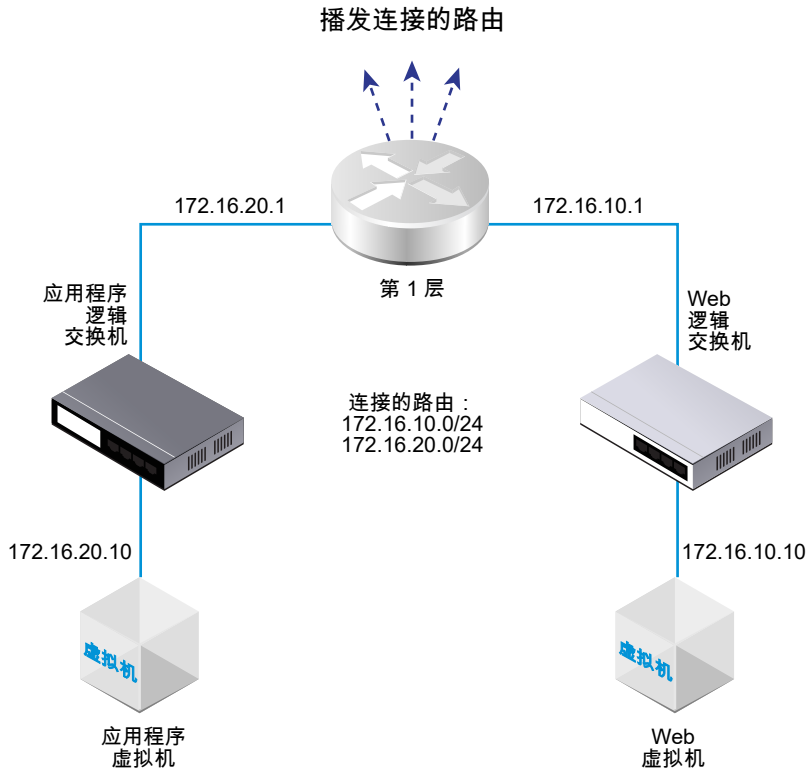 播发连接的路由
172.16.20.1
172.16.10.1
第 1 层
应用程序
逻辑
交换机
Web
逻辑
交换机
连接的路由：
172.16.10.0/24
172.16.20.0/24
172.16.20.10
172.16.10.10
虚拟机
虚拟机
应用程序
虚拟机
Web
虚拟机